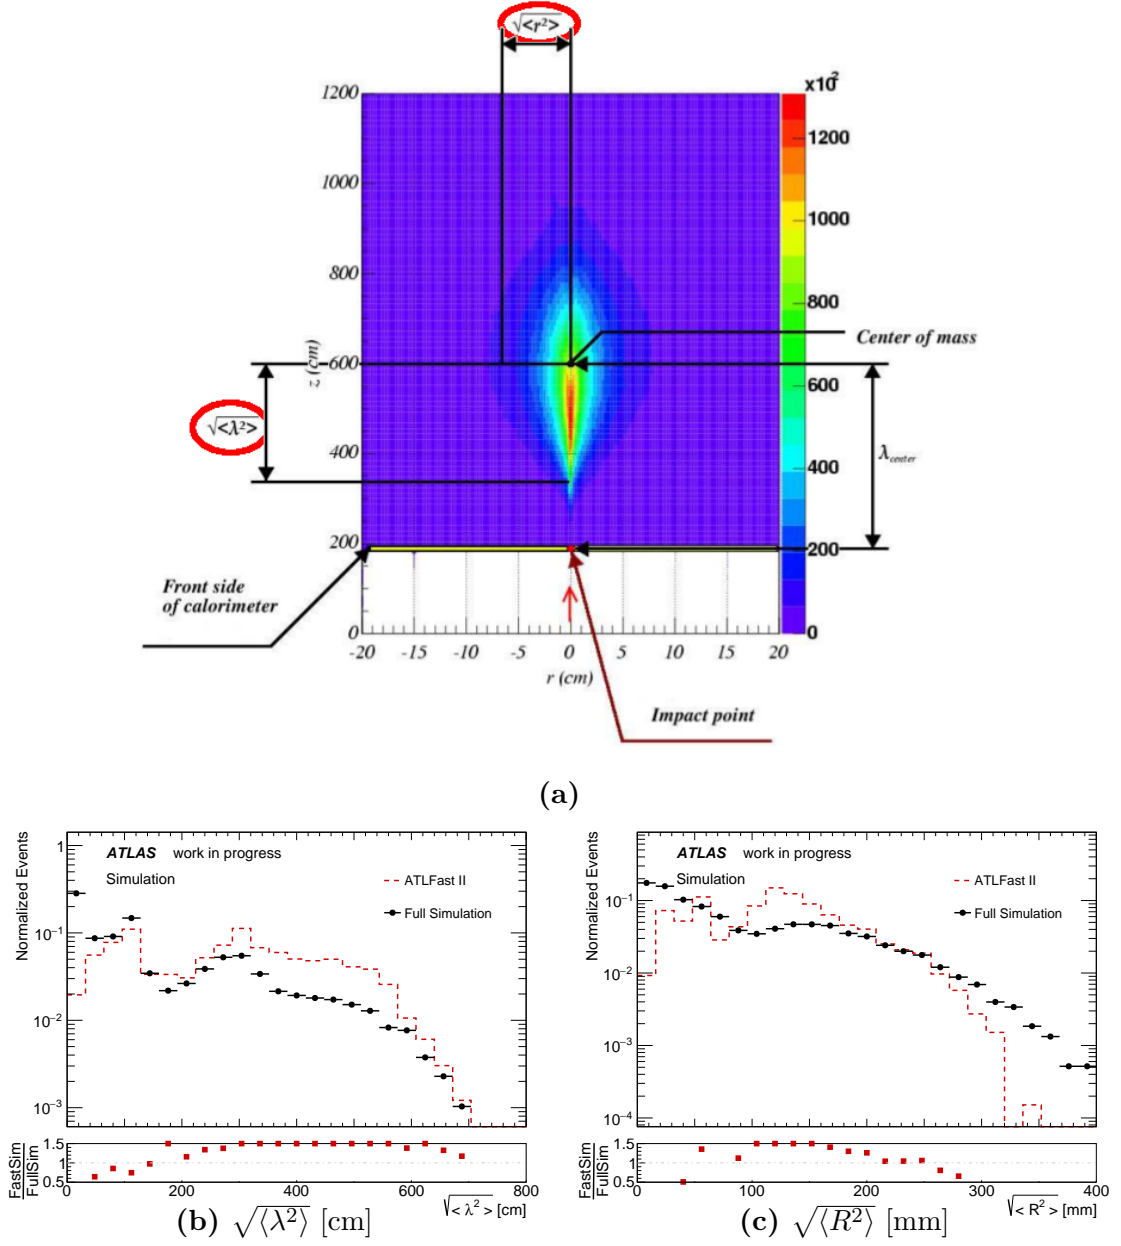 √<r²>
×10²
1200
1000
800
600
400
200
0
z (cm)
1200
1000
800
600
400
200
0
Center of mass
√<λ²>
λcenter
Front side
of calorimeter
-20 -15 -10 -5 0 5 10 15 20
r (cm)
Impact point
(a)
Normalized Events
1
10⁻¹
10⁻²
10⁻³
ATLAS work in progress
Simulation
ATLFast II
Full Simulation
FastSim
FullSim
1.5
1
0.5
0 200 400 600 800
√< λ² > [cm]
(b) √⟨λ²⟩ [cm]
Normalized Events
10⁻¹
10⁻²
10⁻³
10⁻⁴
ATLAS work in progress
Simulation
ATLFast II
Full Simulation
FastSim
FullSim
1.5
1
0.5
0 100 200 300 400
√< R² > [mm]
(c) √⟨R²⟩ [mm]